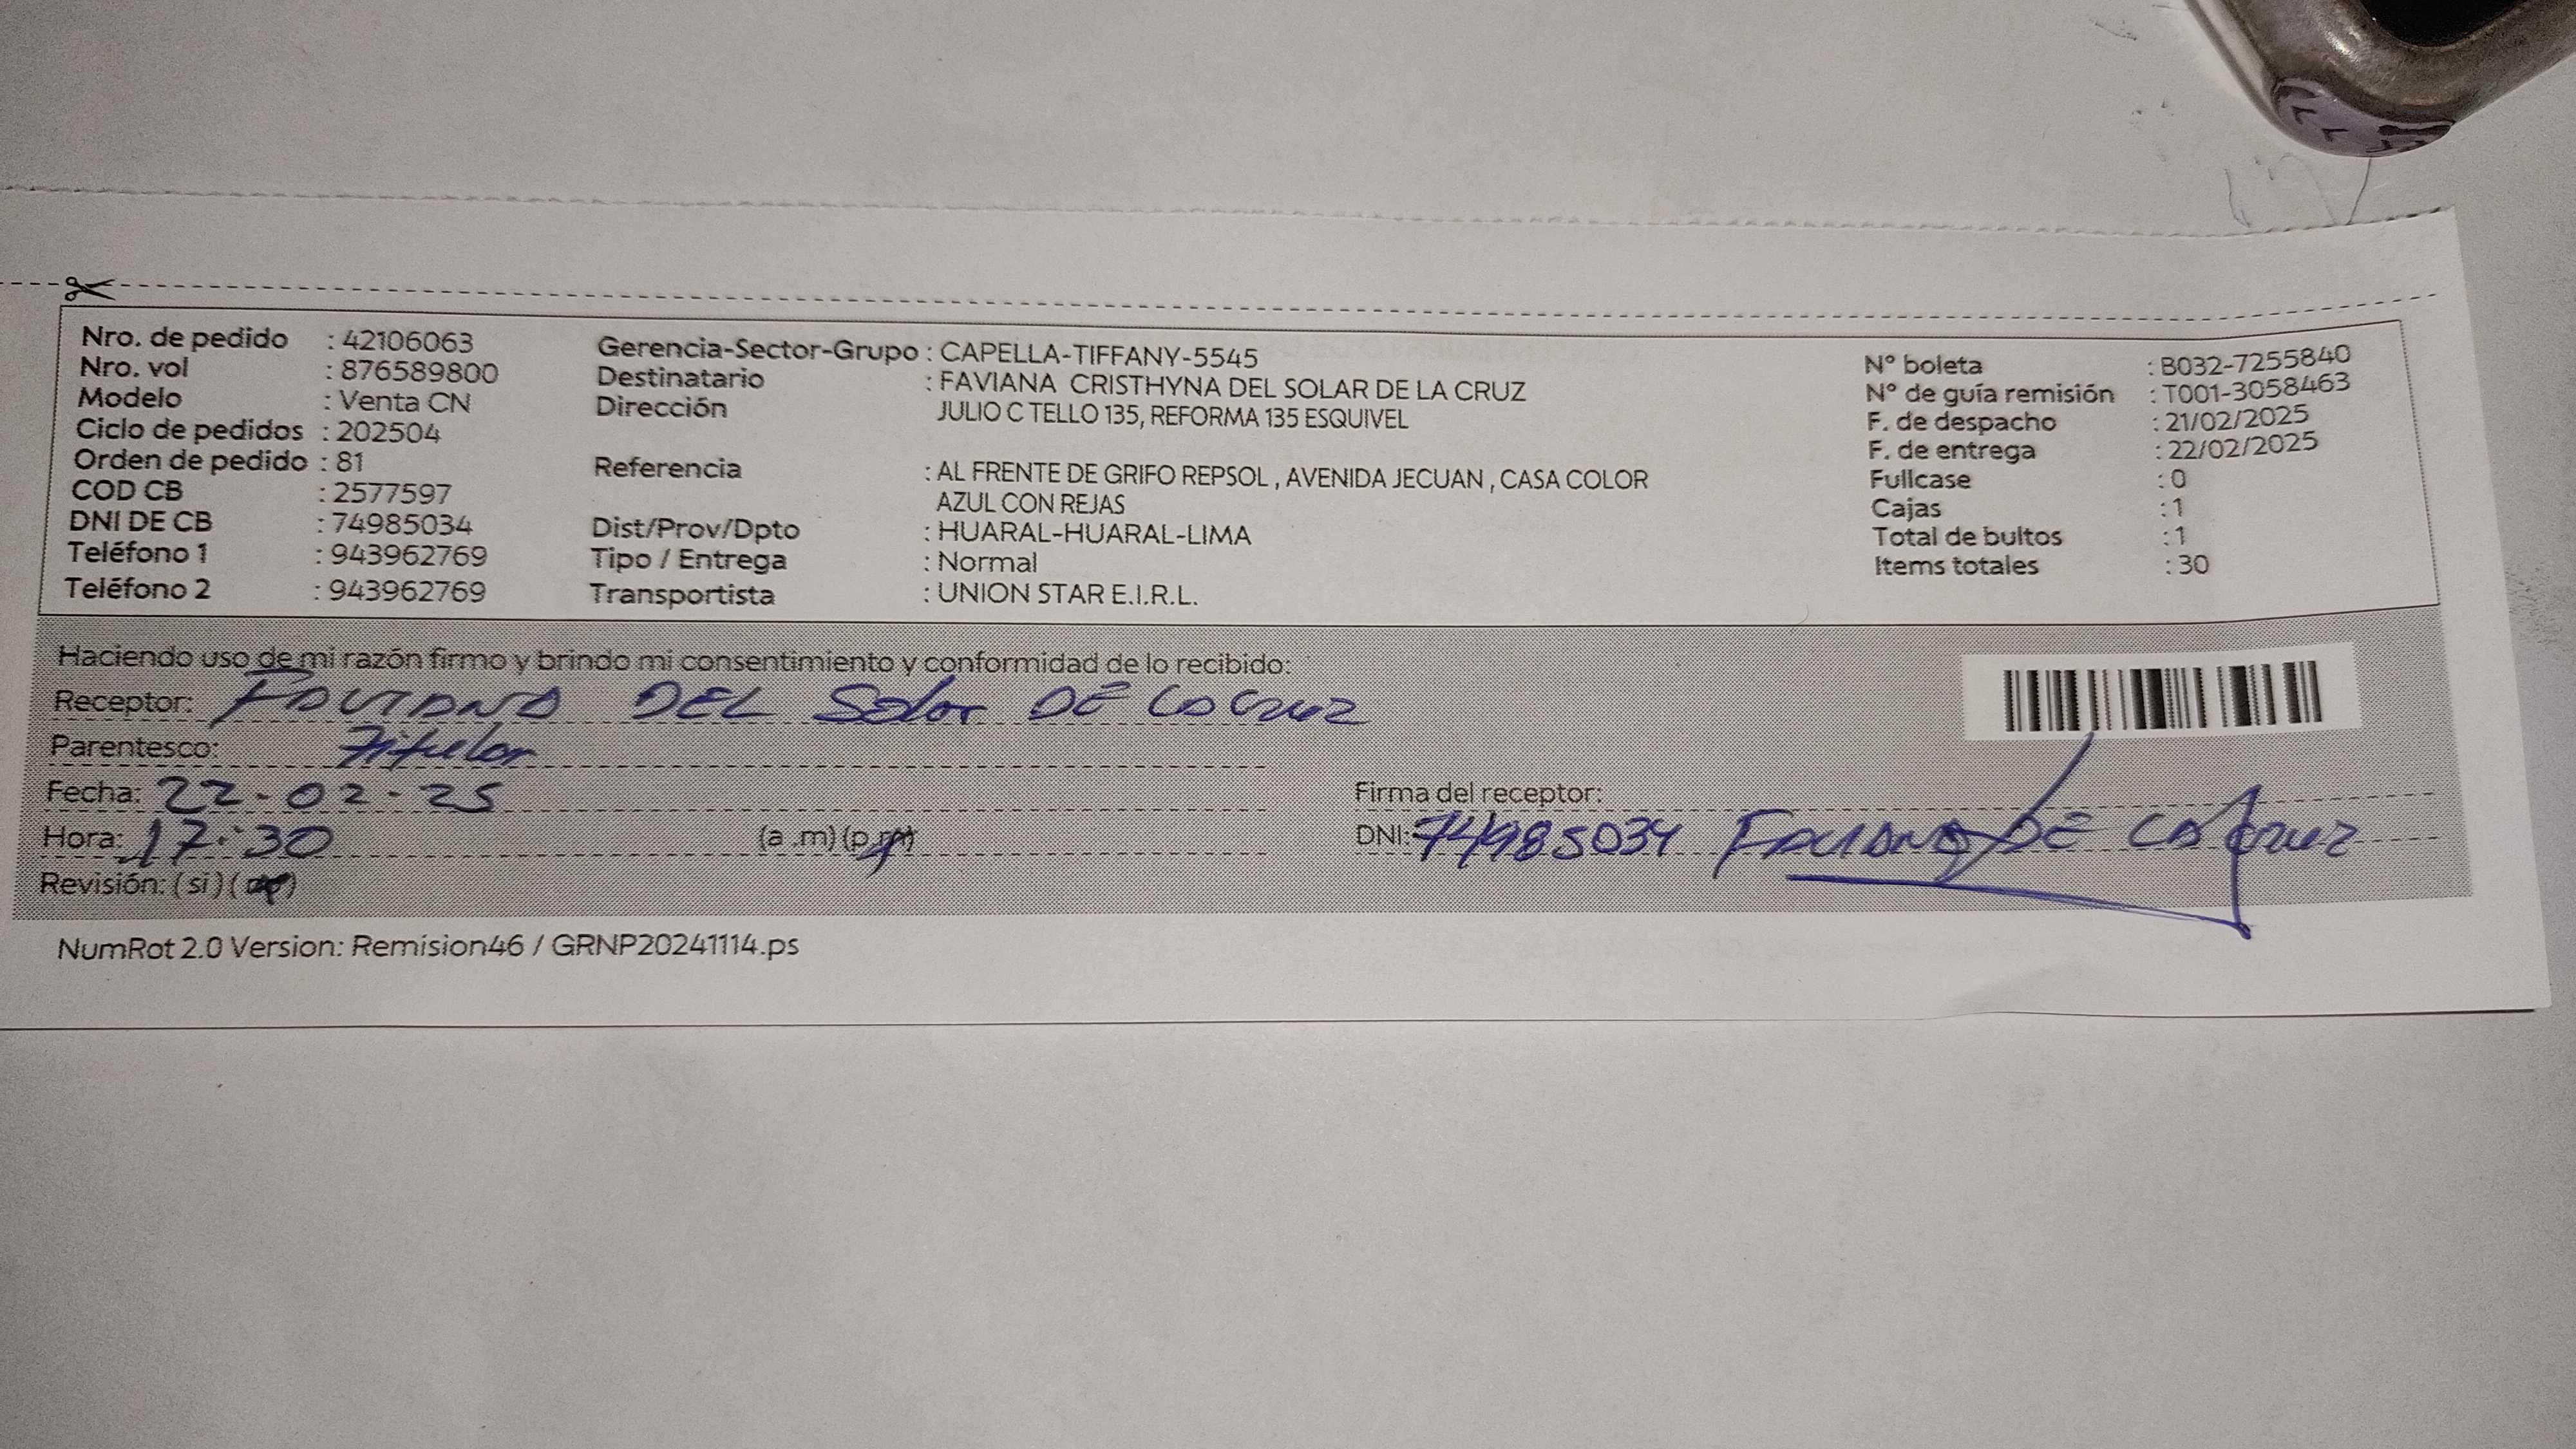 Nro. de pedido : 42106063
Nro. vol : 876589800
Modelo : Venta CN
Ciclo de pedidos : 202504
Orden de pedido : 81
COD CB : 2577597
DNI DE CB : 74985034
Teléfono 1 : 943962769
Teléfono 2 : 943962769
Gerencia-Sector-Grupo : CAPELLA-TIFFANY-5545
Destinatario : FAVIANA CRISTHYNA DEL SOLAR DE LA CRUZ
Dirección JULIO C TELLO 135, REFORMA 135 ESQUIVEL
Referencia : AL FRENTE DE GRIFO REPSOL , AVENIDA JECUAN , CASA COLOR
AZUL CON REJAS
Dist/Prov/Dpto : HUARAL-HUARAL-LIMA
Tipo / Entrega : Normal
Transportista : UNION STAR E.I.R.L.
N° boleta : B032-7255840
N° de guía remisión : T001-3058463
F. de despacho : 21/02/2025
F. de entrega : 22/02/2025
Fullcase : 0
Cajas : 1
Total de bultos : 1
Items totales : 30
Haciendo uso de mi razón firmo y brindo mi consentimiento y conformidad de lo recibido:
Receptor: FAVIANA DEL Solar DE LA CRUZ
Parentesco: Titular
Fecha: 22-02-25
Hora: 17:30 (a .m) (p.m)
Revisión: (si) (no)
Firma del receptor:
DNI: 74985034 FAVIANA DE LA CRUZ
NumRot 2.0 Version: Remision46 / GRNP20241114.ps